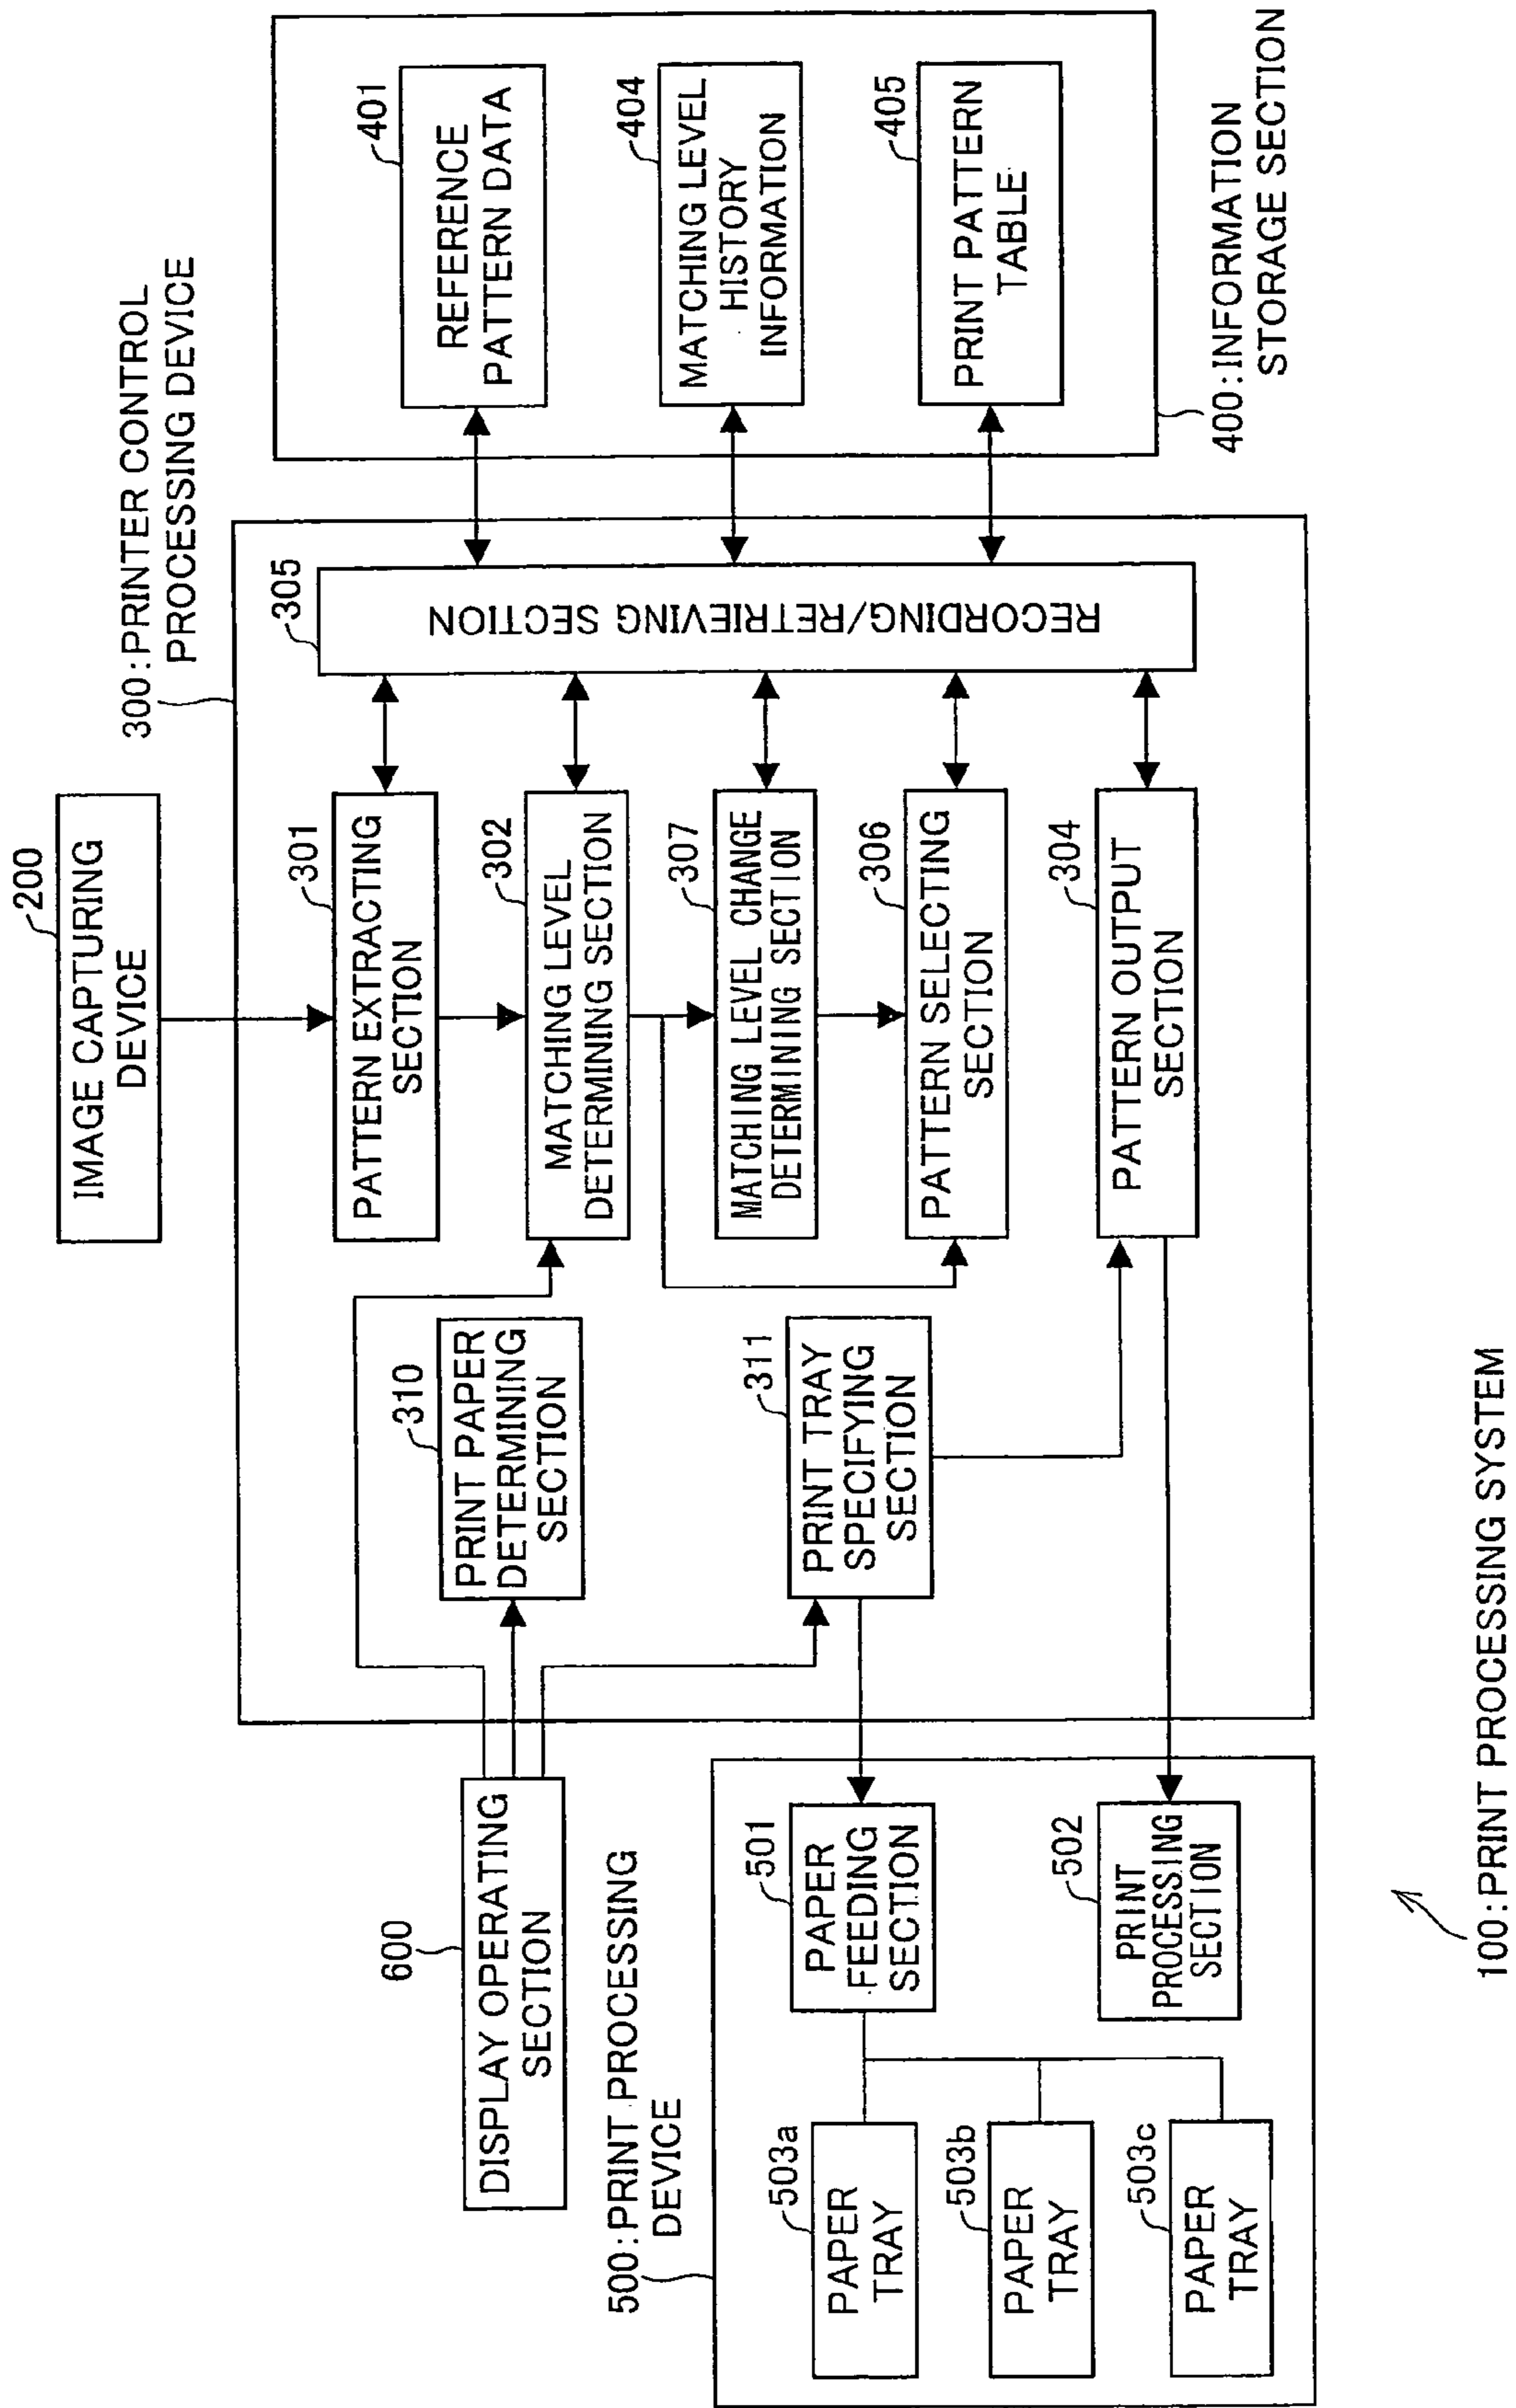 200
IMAGE CAPTURING
DEVICE
300:PRINTER CONTROL
PROCESSING DEVICE
600
DISPLAY OPERATING
SECTION
310
PRINT PAPER
DETERMINING
SECTION
311
PRINT TRAY
SPECIFYING
SECTION
301
PATTERN EXTRACTING
SECTION
302
MATCHING LEVEL
DETERMINING SECTION
307
MATCHING LEVEL CHANGE
DETERMINING SECTION
306
PATTERN SELECTING
SECTION
304
PATTERN OUTPUT
SECTION
305
RECORDING/RETRIEVING SECTION
401
REFERENCE
PATTERN DATA
404
MATCHING LEVEL
HISTORY
INFORMATION
405
PRINT PATTERN
TABLE
400:INFORMATION
STORAGE SECTION
500:PRINT PROCESSING
DEVICE
501
PAPER
FEEDING
SECTION
502
PRINT
PROCESSING
SECTION
503a
PAPER
TRAY
503b
PAPER
TRAY
503c
PAPER
TRAY
100:PRINT PROCESSING SYSTEM